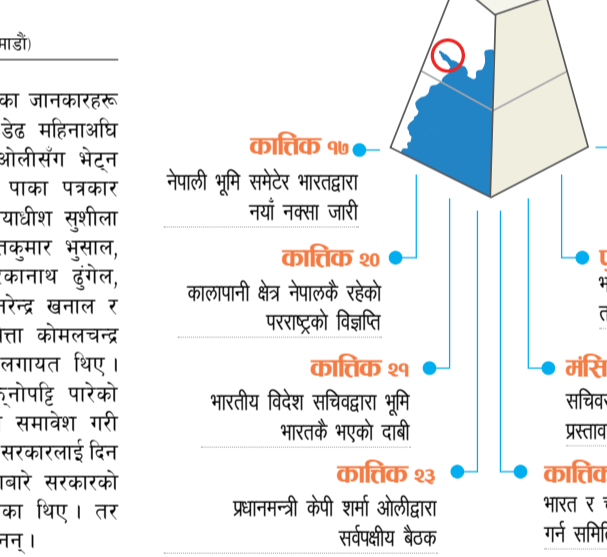 का जानकारहरू
डेढ महिनाअघि
ओलीसँग भेट्न
पाका पत्रकार
याधीश सुशीला
तकुमार भुसाल,
कानाथ ढुंगेल,
नरेन्द्र खनाल र
कोमलचन्द्र
लगायत थिए ।
पारेको
समावेश गरी
सरकारलाई दिन
बारे सरकारको
का थिए । तर
नन् ।
कात्तिक १७
नेपाली भूमि समेटेर भारतद्वारा
नयाँ नक्सा जारी
कात्तिक २०
कालापानी क्षेत्र नेपालकै रहेको
परराष्ट्रको विज्ञप्ति
कात्तिक २१
भारतीय विदेश सचिवद्वारा भूमि
भारतकै भएको दाबी
कात्तिक २३
प्रधानमन्त्री केपी शर्मा ओलीद्वारा
सर्वपक्षीय बैठक
मंसि
सचिव
प्रस्ताव
कात्तिक
भारत र
गर्न समिति